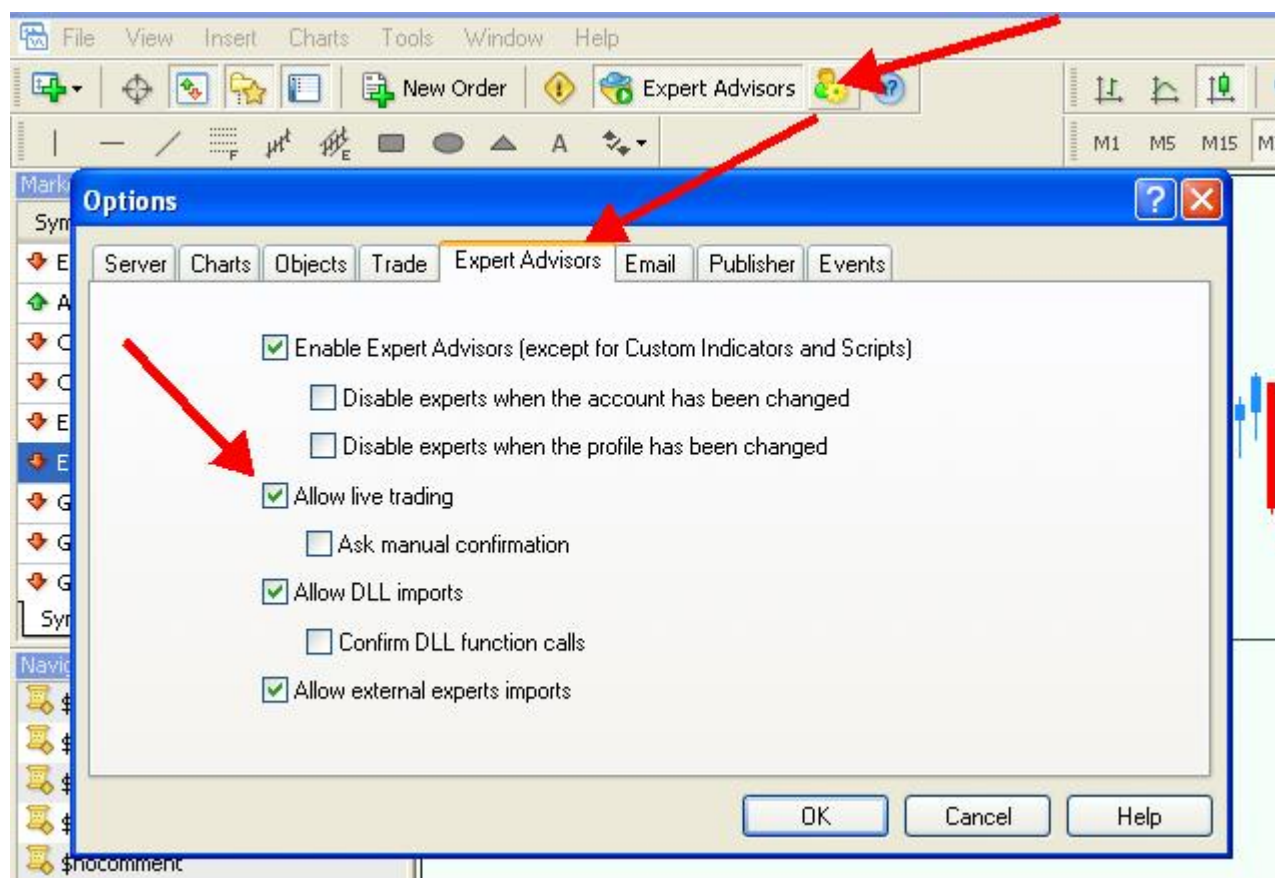 File View Insert Charts Tools Window Help
New Order Expert Advisors
F E A M1 M5 M15
Options
Server Charts Objects Trade Expert Advisors Email Publisher Events
Enable Expert Advisors (except for Custom Indicators and Scripts)
Disable experts when the account has been changed
Disable experts when the profile has been changed
Allow live trading
Ask manual confirmation
Allow DLL imports
Confirm DLL function calls
Allow external experts imports
OK Cancel Help
$nocomment